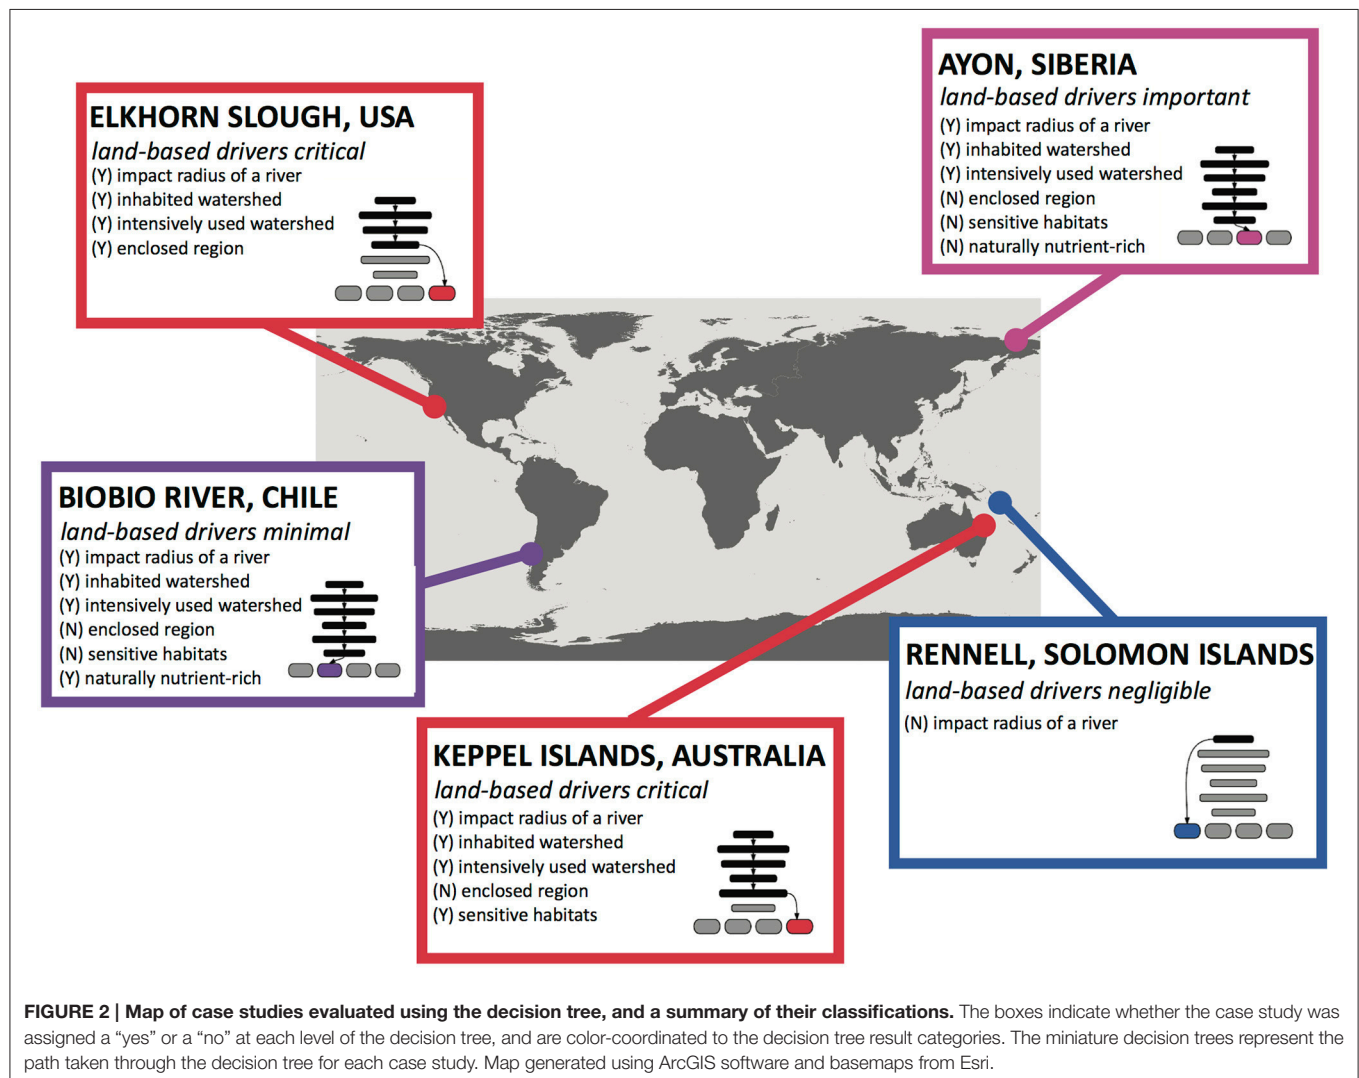 ELKHORN SLOUGH, USA
land-based drivers critical
(Y) impact radius of a river
(Y) inhabited watershed
(Y) intensively used watershed
(Y) enclosed region
AYON, SIBERIA
land-based drivers important
(Y) impact radius of a river
(Y) inhabited watershed
(Y) intensively used watershed
(N) enclosed region
(N) sensitive habitats
(N) naturally nutrient-rich
BIOBIO RIVER, CHILE
land-based drivers minimal
(Y) impact radius of a river
(Y) inhabited watershed
(Y) intensively used watershed
(N) enclosed region
(N) sensitive habitats
(Y) naturally nutrient-rich
KEPPEL ISLANDS, AUSTRALIA
land-based drivers critical
(Y) impact radius of a river
(Y) inhabited watershed
(Y) intensively used watershed
(N) enclosed region
(Y) sensitive habitats
RENNELL, SOLOMON ISLANDS
land-based drivers negligible
(N) impact radius of a river
FIGURE 2 | Map of case studies evaluated using the decision tree, and a summary of their classifications. The boxes indicate whether the case study was
assigned a “yes” or a “no” at each level of the decision tree, and are color-coordinated to the decision tree result categories. The miniature decision trees represent the
path taken through the decision tree for each case study. Map generated using ArcGIS software and basemaps from Esri.